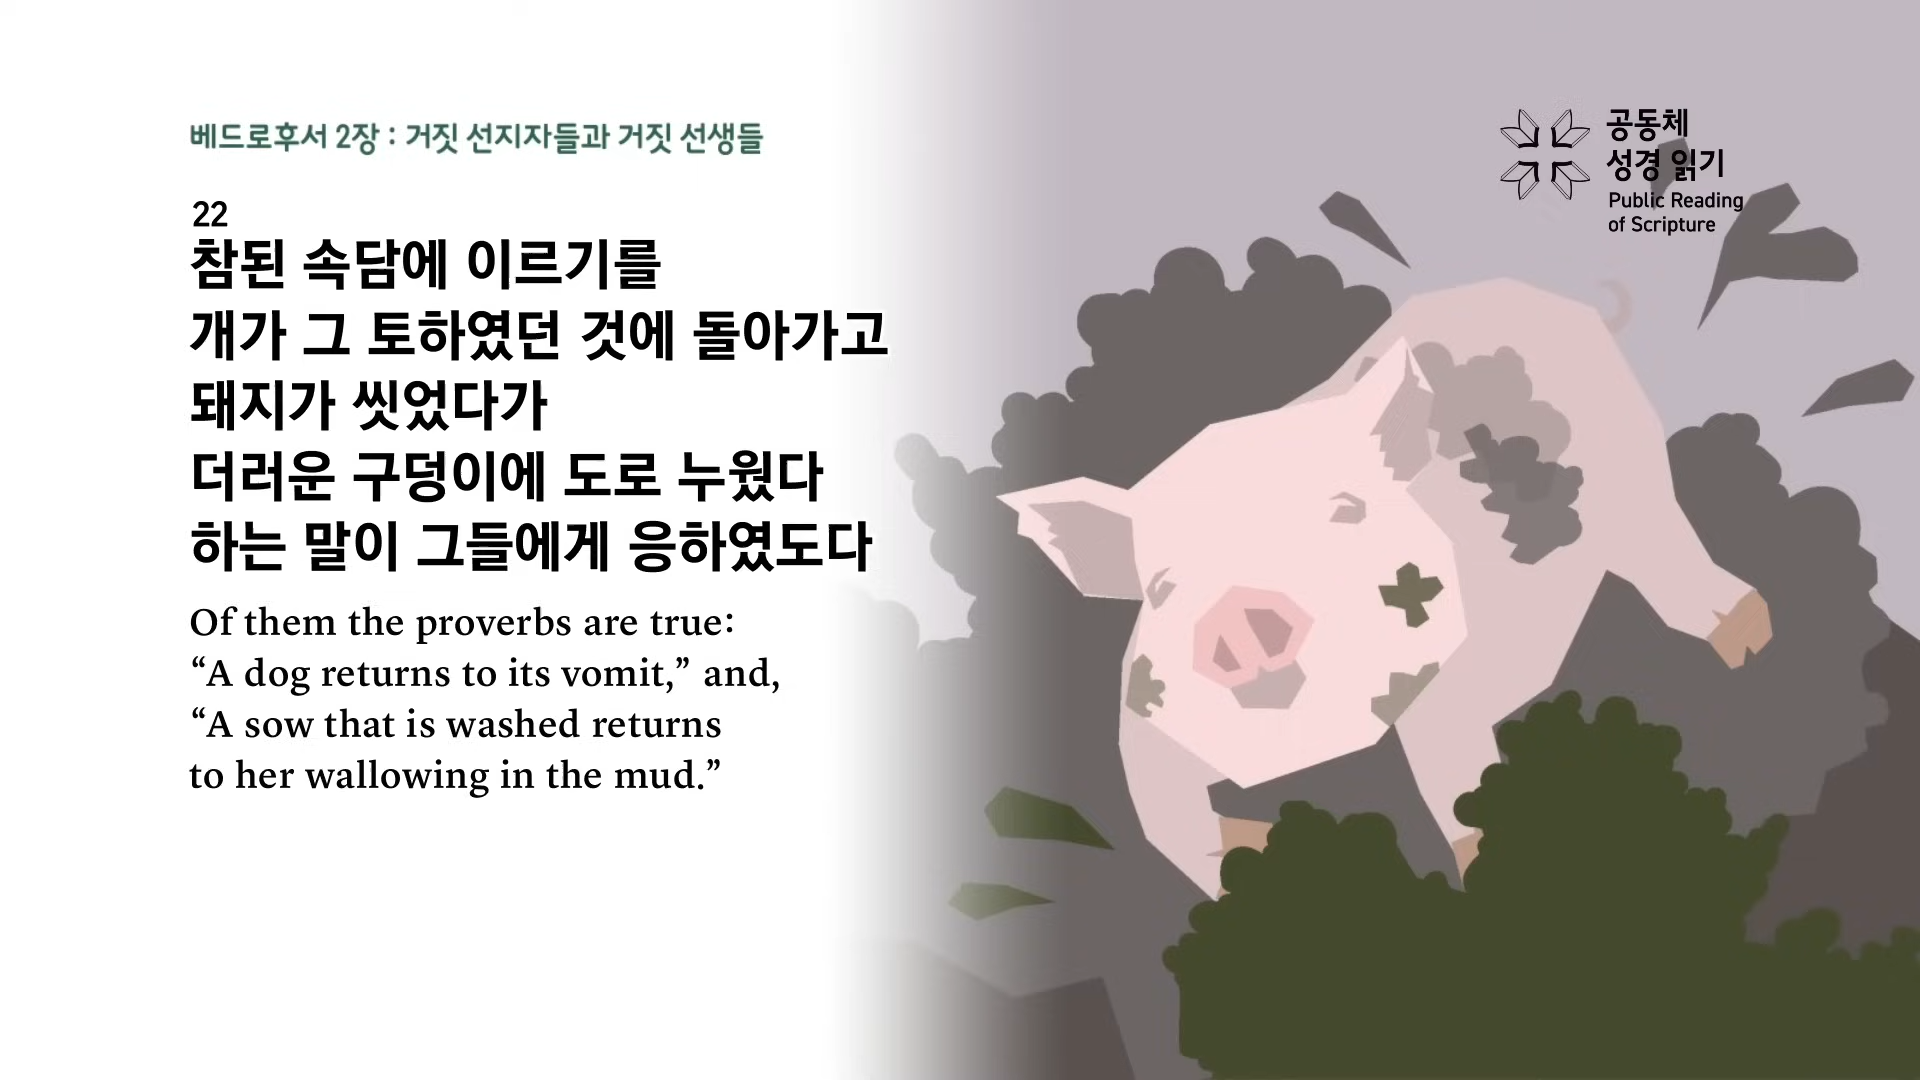 베드로후서 2장 : 거짓 선지자들과 거짓 선생들
22
참된 속담에 이르기를
개가 그 토하였던 것에 돌아가고
돼지가 씻었다가
더러운 구덩이에 도로 누웠다
하는 말이 그들에게 응하였도다
Of them the proverbs are true:
“A dog returns to its vomit,” and,
“A sow that is washed returns
to her wallowing in the mud.”
공동체
성경 읽기
Public Reading
of Scripture